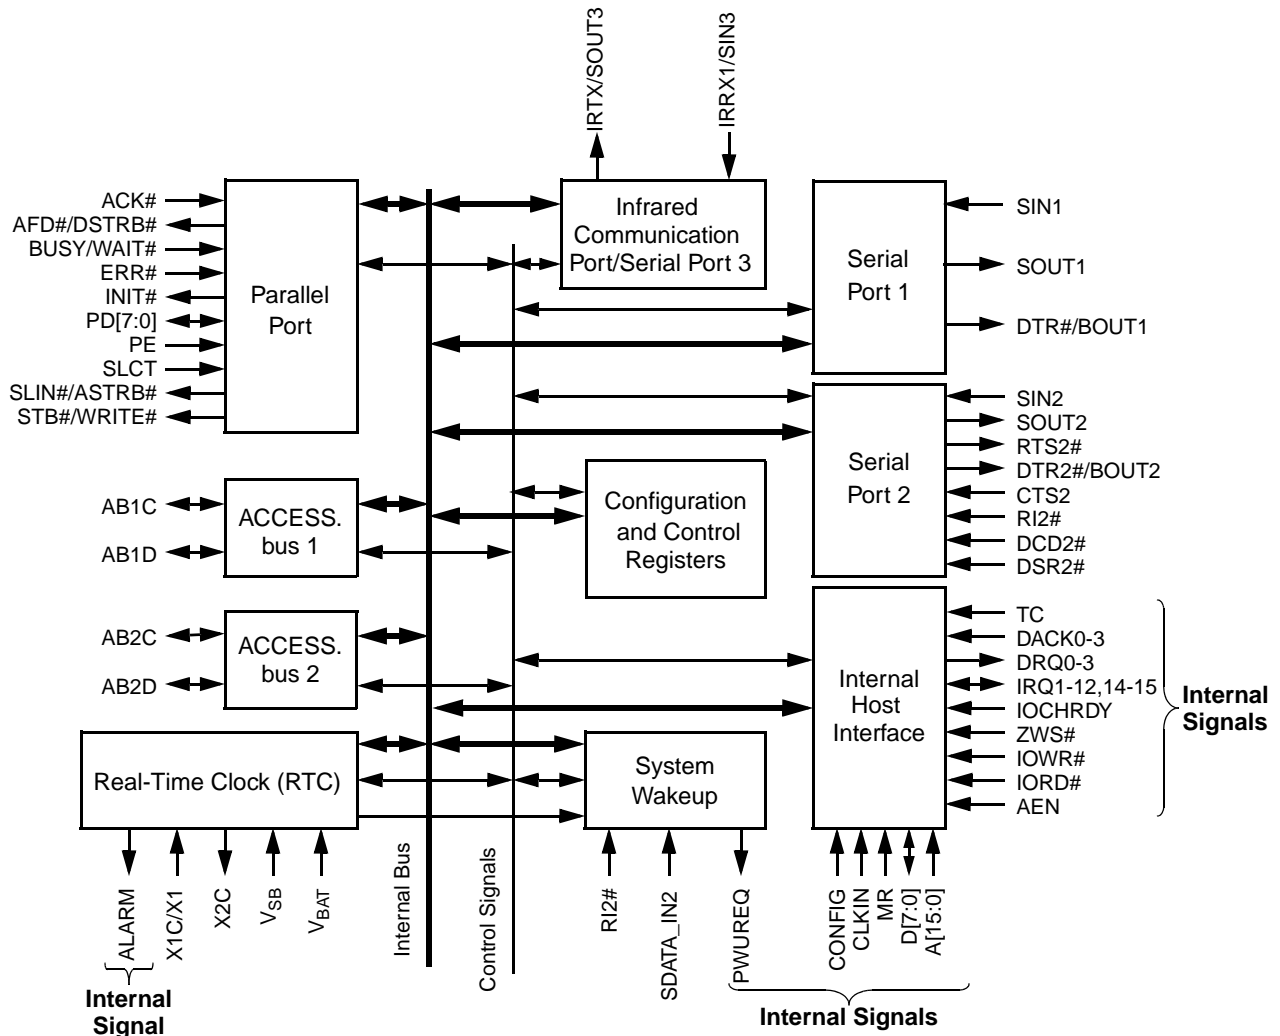 IRTX/SOUT3
IRRX1/SIN3
ACK#
AFD#/DSTRB#
BUSY/WAIT#
ERR#
INIT#
PD[7:0]
PE
SLCT
SLIN#/ASTRB#
STB#/WRITE#
Parallel
Port
Infrared
Communication
Port/Serial Port 3
Serial
Port 1
SIN1
SOUT1
DTR#/BOUT1
Serial
Port 2
SIN2
SOUT2
RTS2#
DTR2#/BOUT2
CTS2
RI2#
DCD2#
DSR2#
AB1C
AB1D
ACCESS.
bus 1
Configuration
and Control
Registers
AB2C
AB2D
ACCESS.
bus 2
Internal
Host
Interface
TC
DACK0-3
DRQ0-3
IRQ1-12,14-15
IOCHRDY
ZWS#
IOWR#
IORD#
AEN
Internal
Signals
Real-Time Clock (RTC)
System
Wakeup
ALARM
X1C/X1
X2C
VSB
VBAT
Internal Bus
Control Signals
RI2#
SDATA_IN2
PWUREQ
CONFIG
CLKIN
MR
D[7:0]
A[15:0]
Internal
Signal
Internal Signals